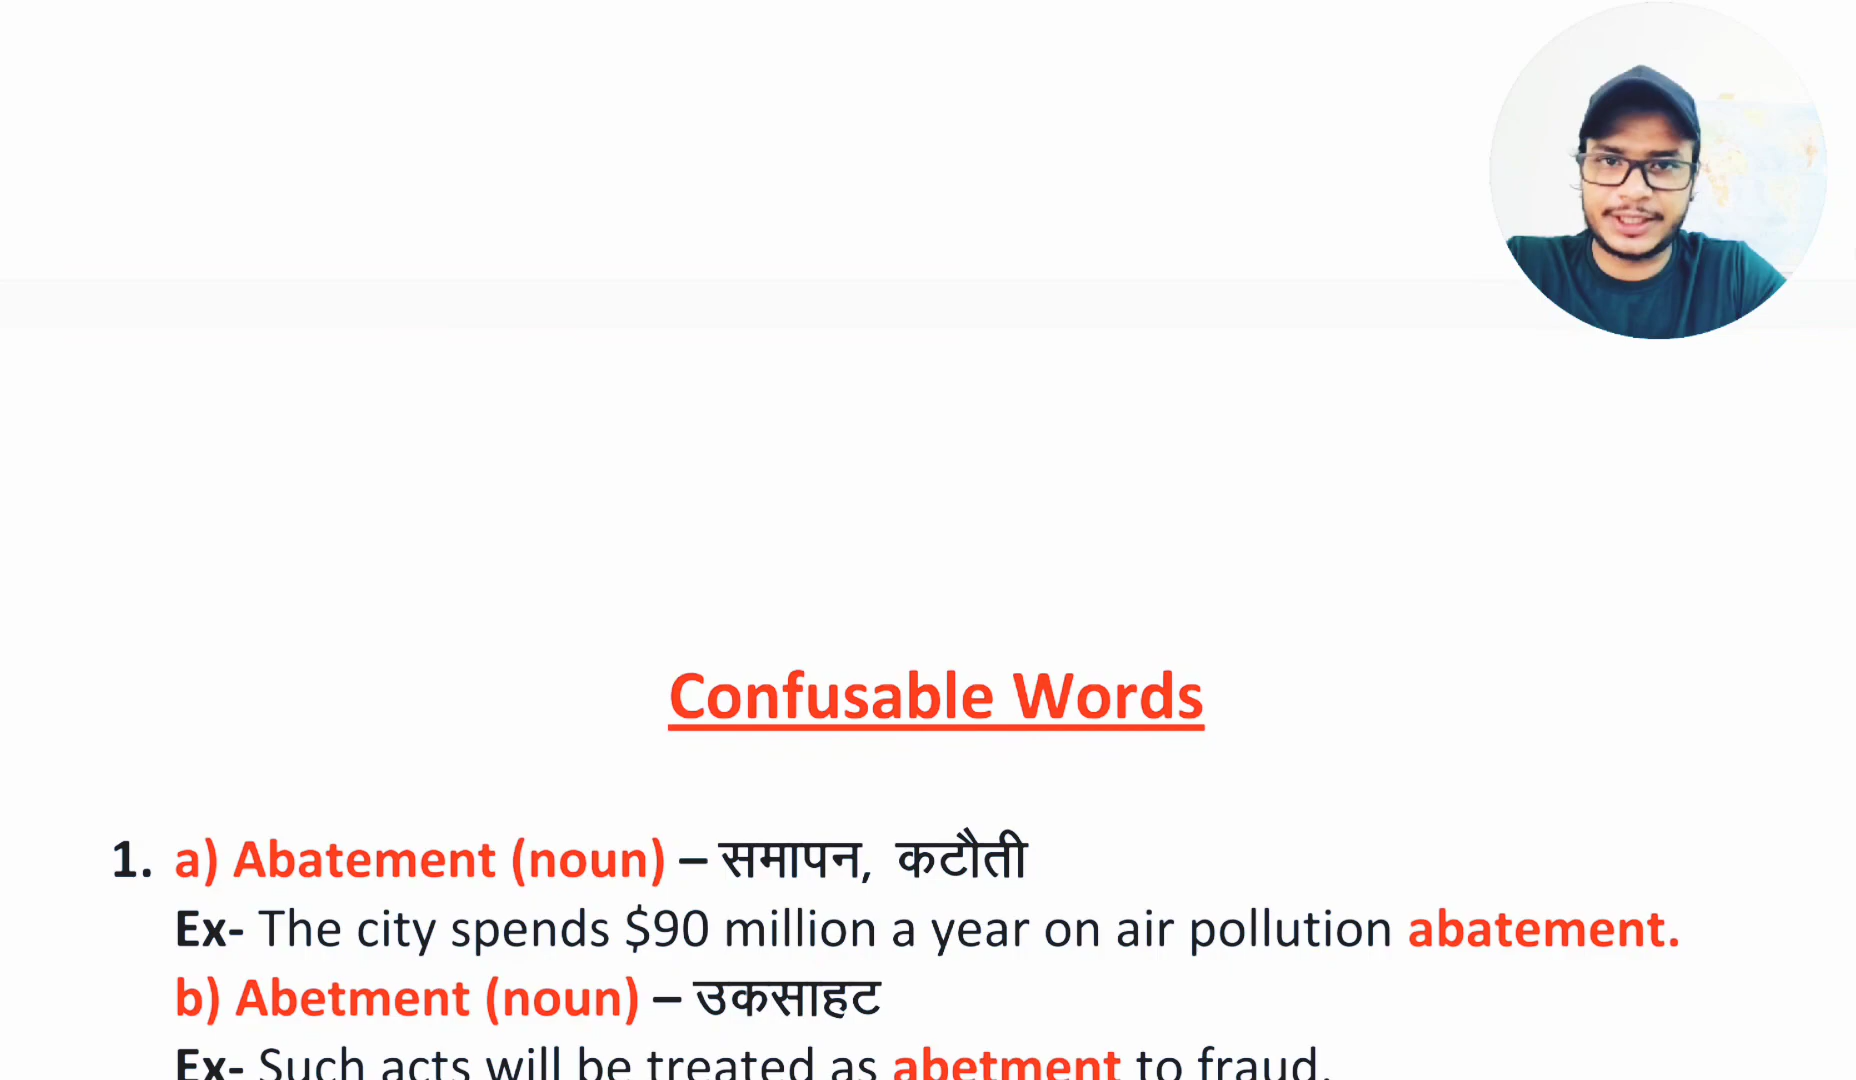 Confusable Words
1. a) Abatement (noun) – समापन, कटौती
Ex- The city spends $90 million a year on air pollution abatement.
b) Abetment (noun) – उकसाहट
Ex- Such acts will be treated as abetment to fraud.